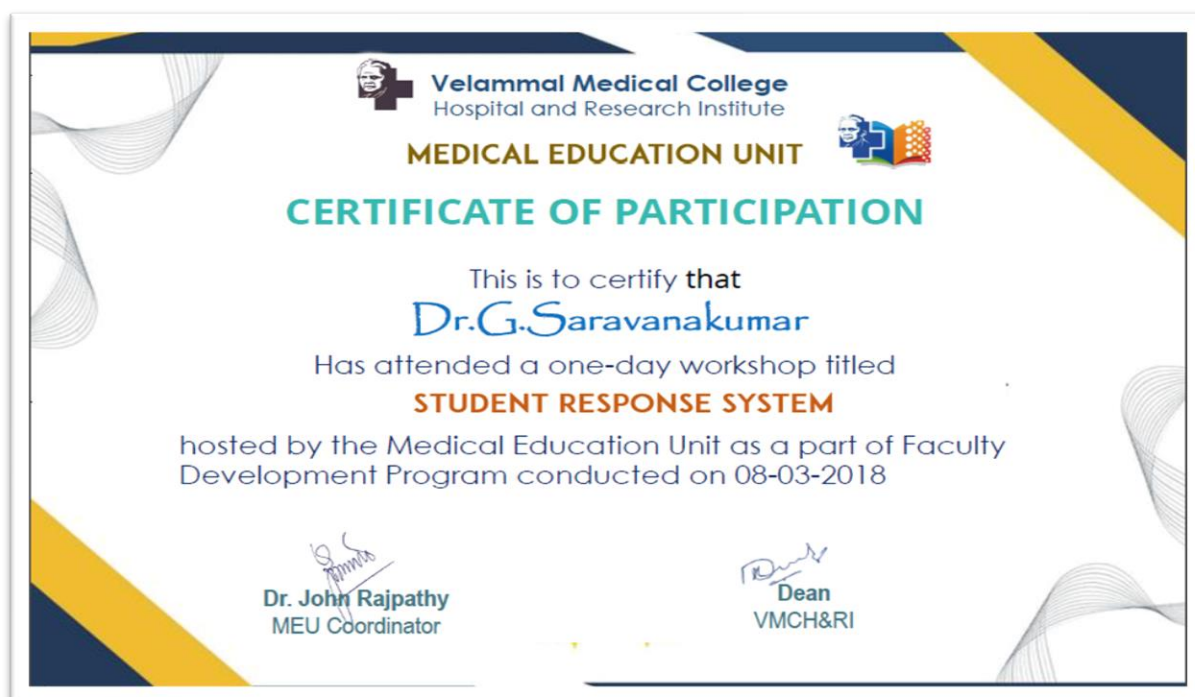 Velammal Medical College
Hospital and Research Institute
MEDICAL EDUCATION UNIT
CERTIFICATE OF PARTICIPATION
This is to certify that
Dr.G.Saravanakumar
Has attended a one-day workshop titled
STUDENT RESPONSE SYSTEM
hosted by the Medical Education Unit as a part of Faculty
Development Program conducted on 08-03-2018
Dr. John Rajpathy
MEU Coordinator
Dean
VMCH&RI